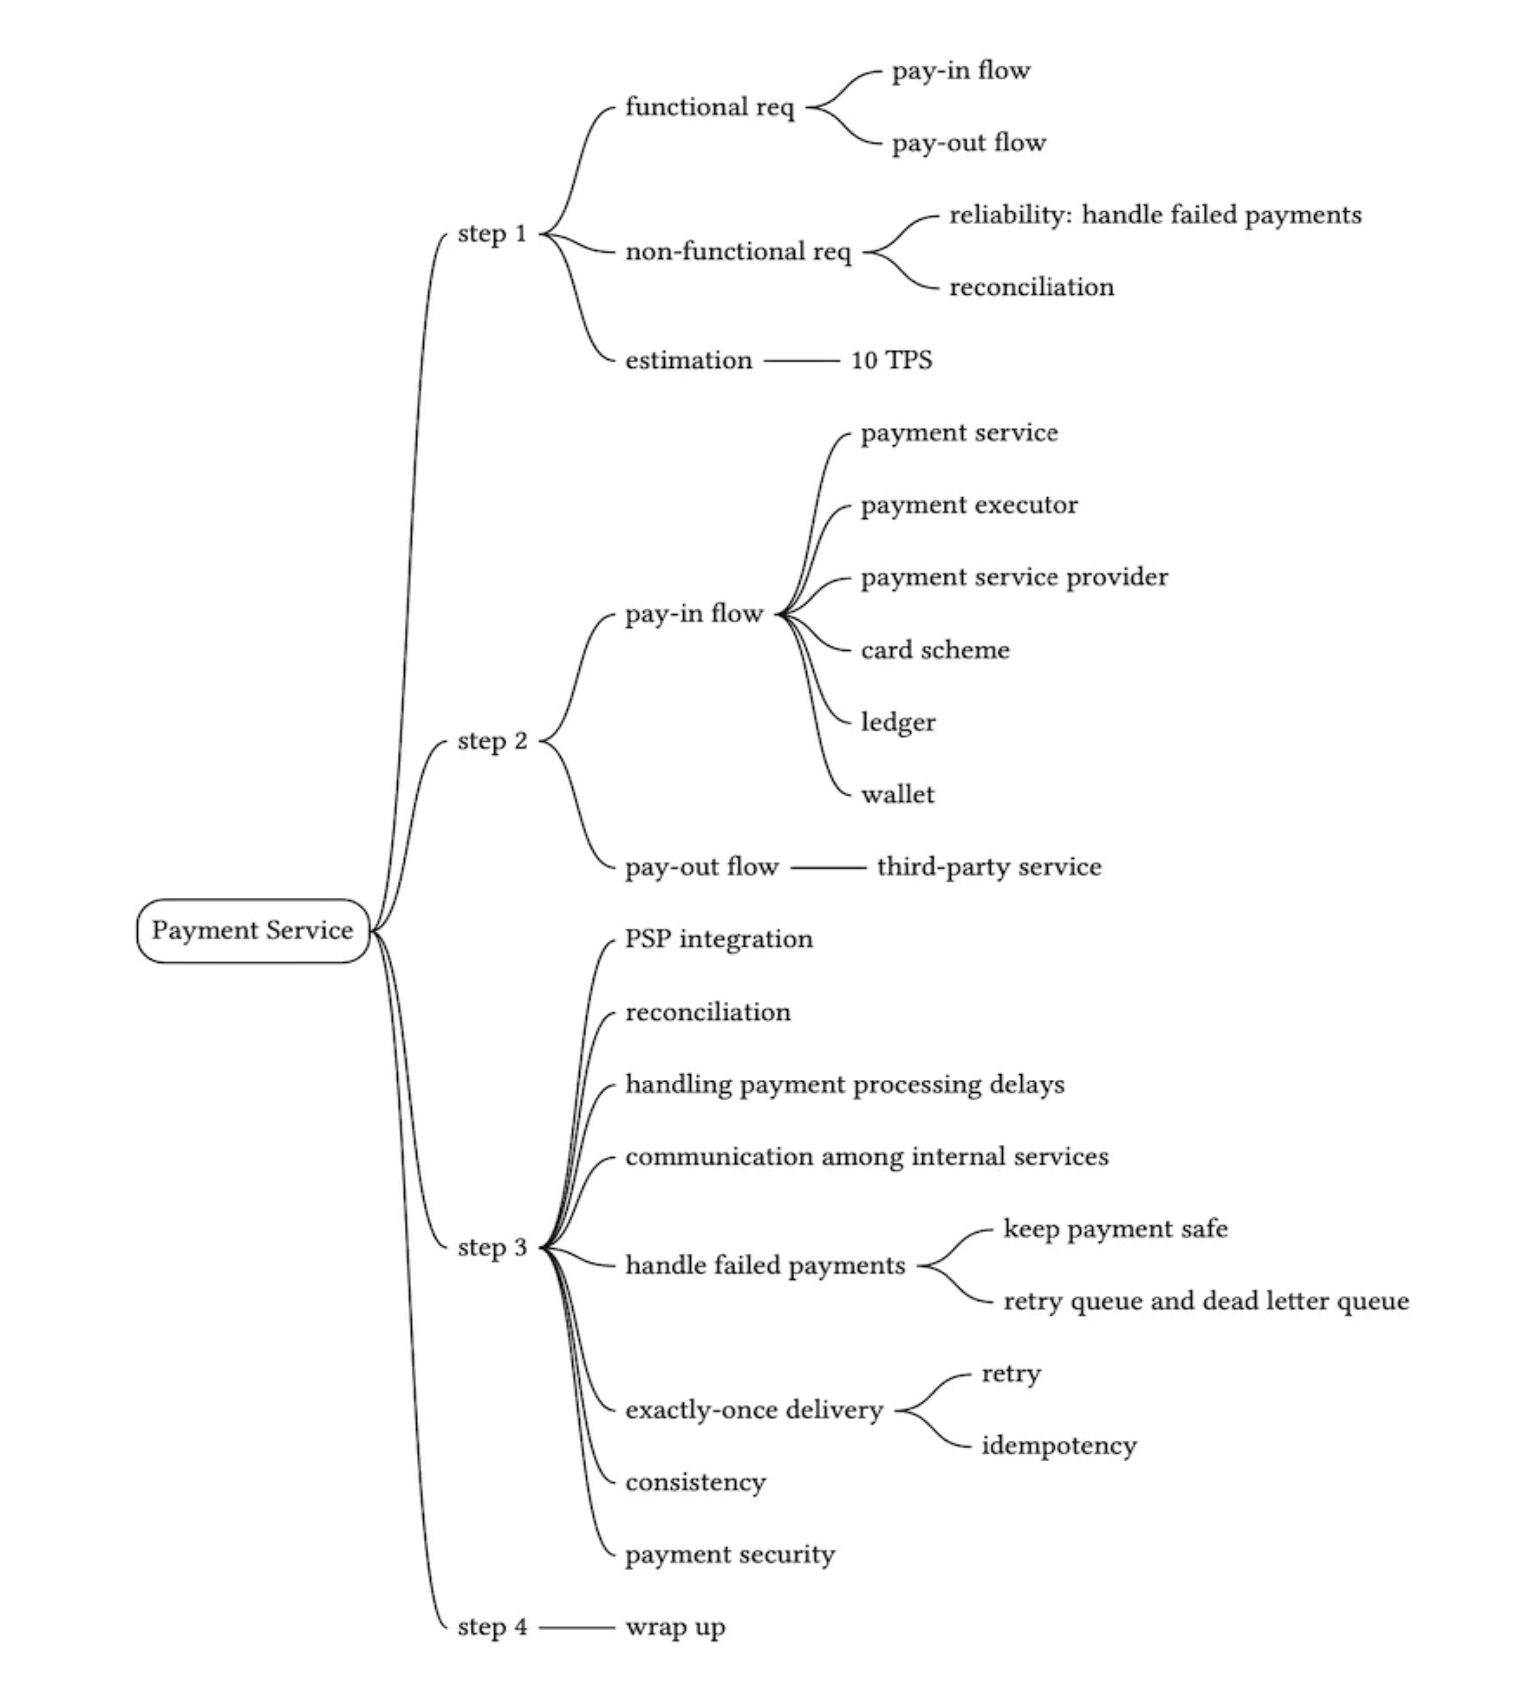 pay-in flow
functional req
pay-out flow
reliability: handle failed payments
step 1
non-functional req
reconciliation
estimation
10 TPS
payment service
payment executor
payment service provider
pay-in flow
card scheme
ledger
step 2
wallet
pay-out flow
third-party service
Payment Service
PSP integration
reconciliation
handling payment processing delays
communication among internal services
keep payment safe
step 3
handle failed payments
retry queue and dead letter queue
retry
exactly-once delivery
idempotency
consistency
payment security
step 4
wrap up